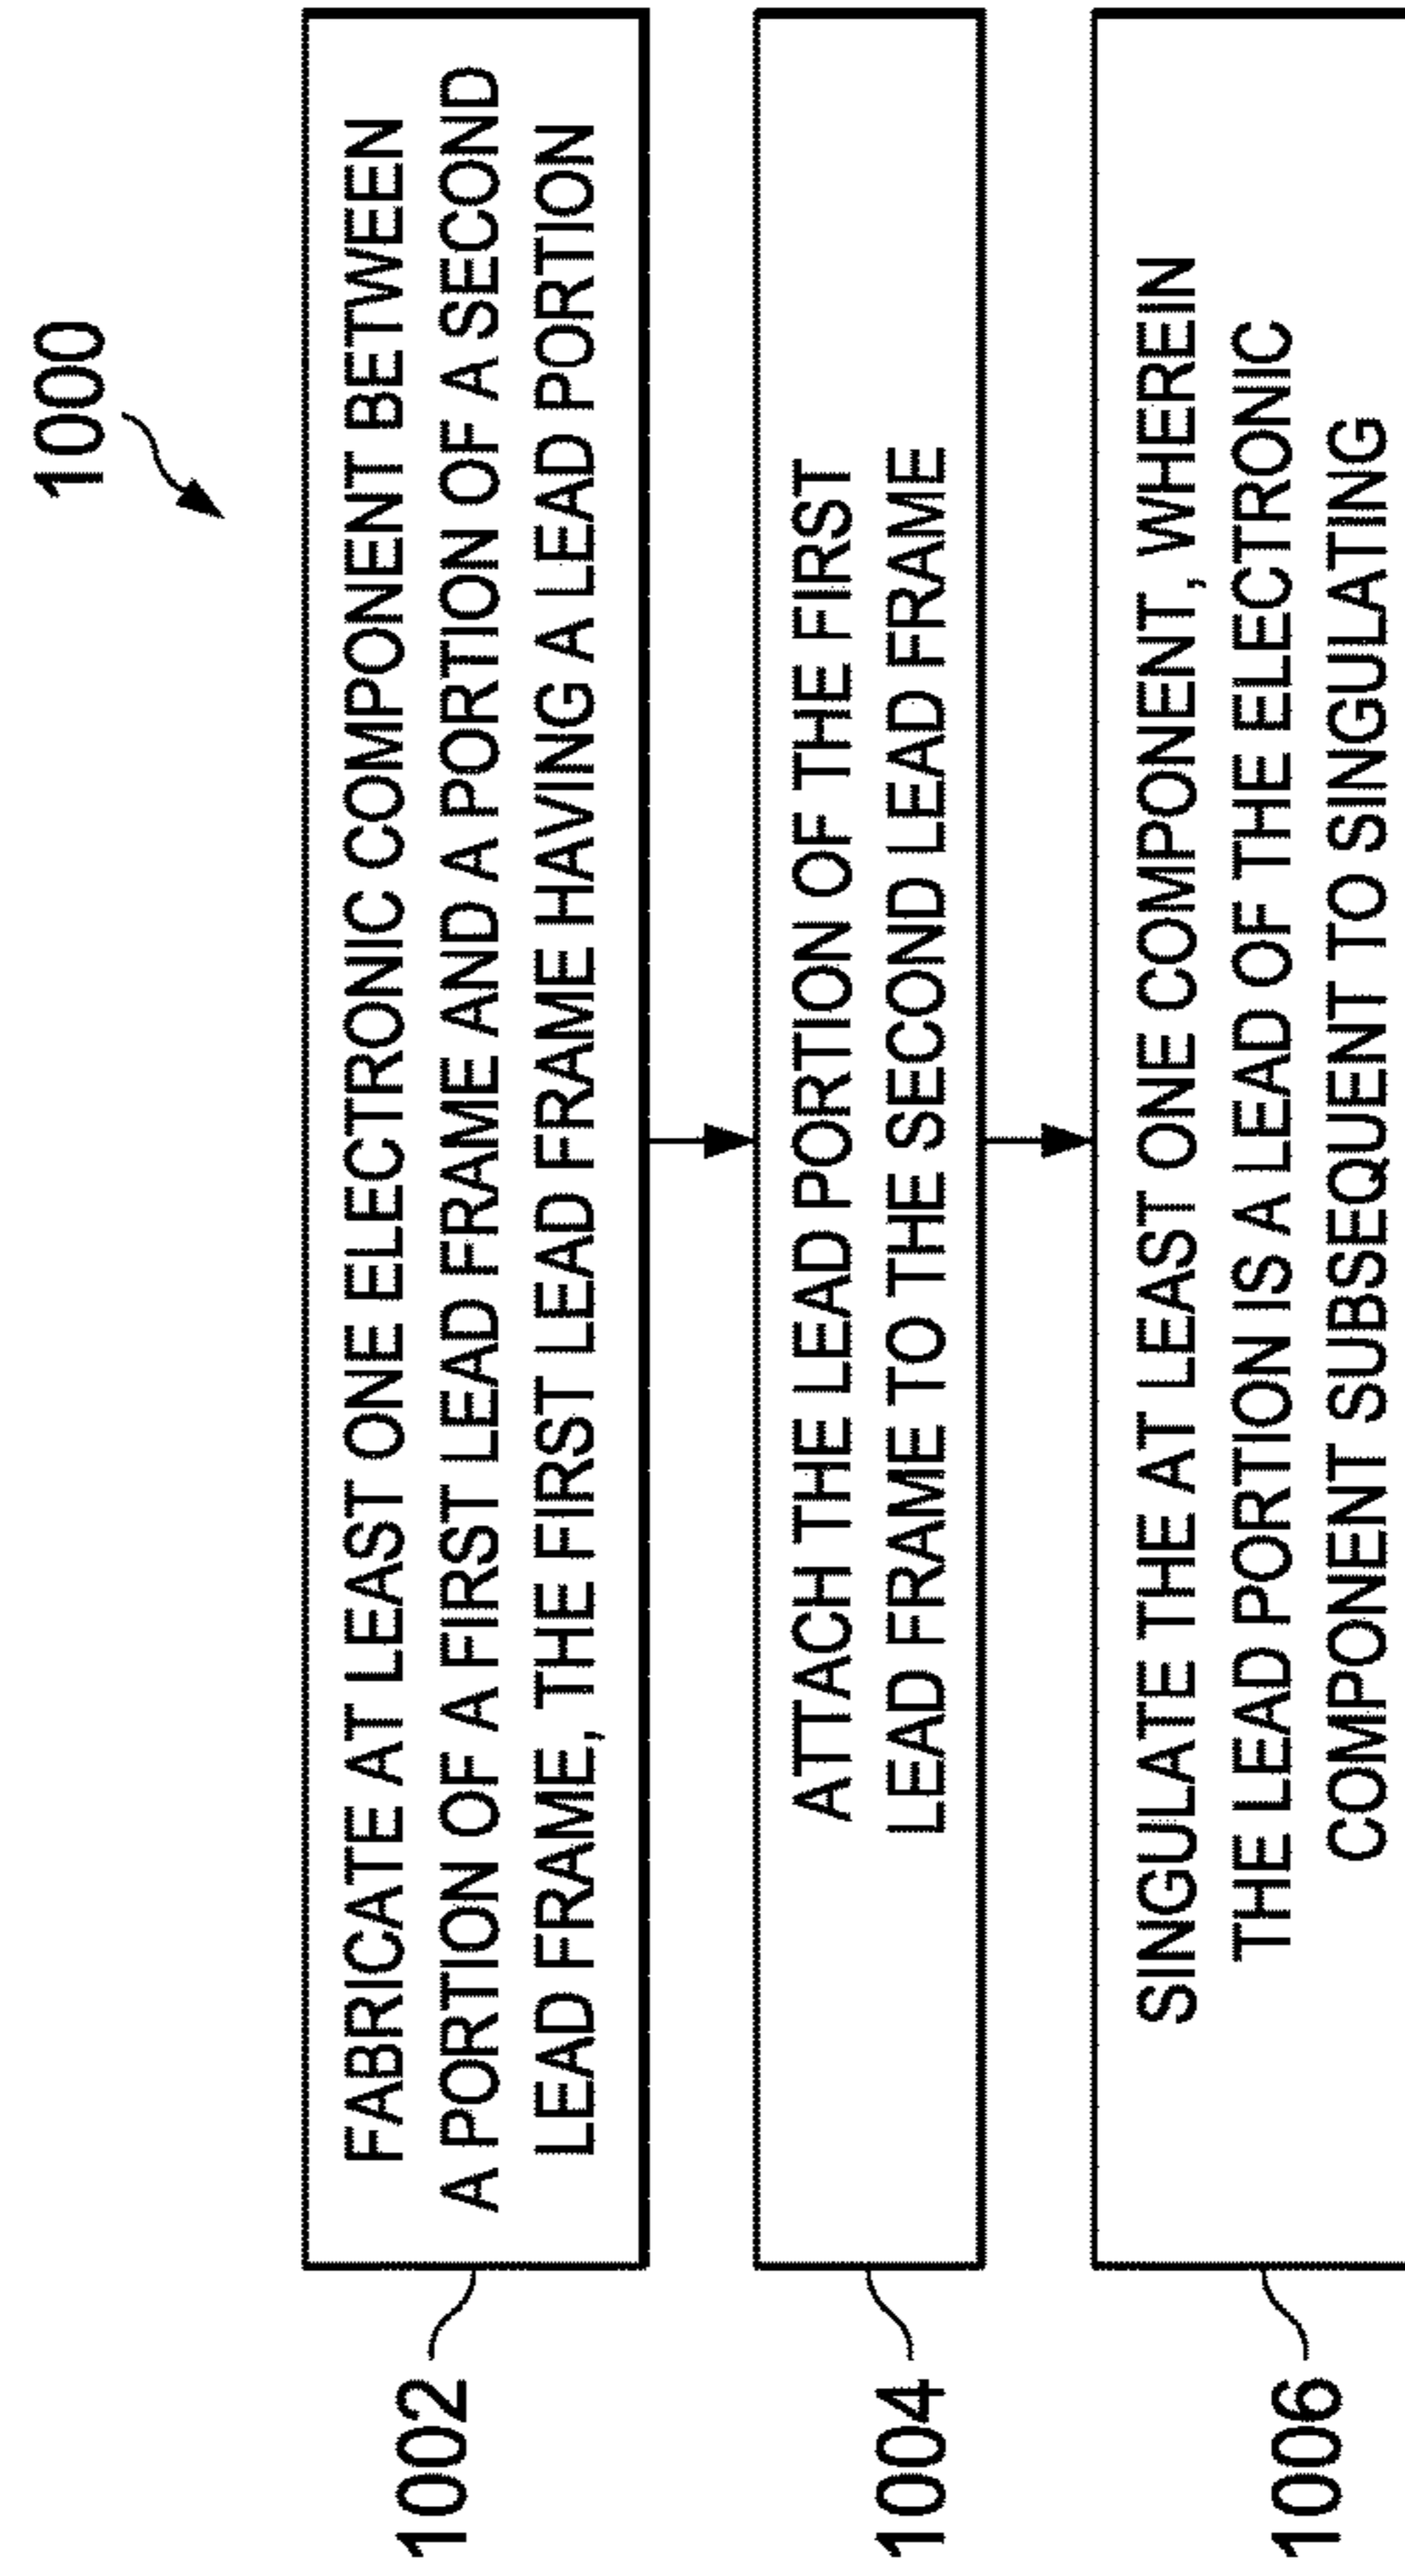 1000
1002
FABRICATE AT LEAST ONE ELECTRONIC COMPONENT BETWEEN
A PORTION OF A FIRST LEAD FRAME AND A PORTION OF A SECOND
LEAD FRAME, THE FIRST LEAD FRAME HAVING A LEAD PORTION
1004
ATTACH THE LEAD PORTION OF THE FIRST
LEAD FRAME TO THE SECOND LEAD FRAME
1006
SINGULATE THE AT LEAST ONE COMPONENT, WHEREIN
THE LEAD PORTION IS A LEAD OF THE ELECTRONIC
COMPONENT SUBSEQUENT TO SINGULATING